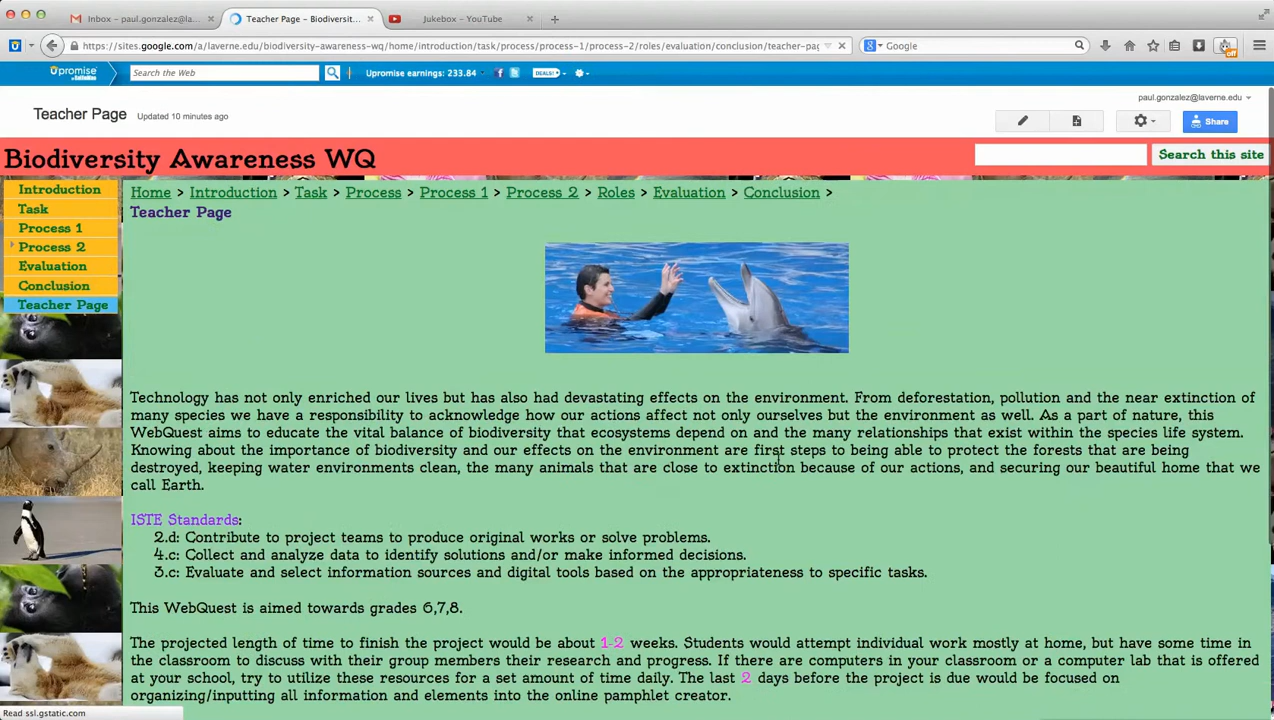 Inbox - paul.gonzalez@la...
Teacher Page - Biodiversit...
Jukebox - YouTube
https://sites.google.com/a/laverne.edu/biodiversity-awareness-wq/home/introduction/task/process/process-1/process-2/roles/evaluation/conclusion/teacher-pag
Google
off
Upromise
Search the Web
Upromise earnings: 233.84
DEALS!
paul.gonzalez@laverne.edu
Teacher Page Updated 10 minutes ago
Share
Biodiversity Awareness WQ
Search this site
Introduction
Task
Process 1
Process 2
Evaluation
Conclusion
Teacher Page
Home > Introduction > Task > Process > Process 1 > Process 2 > Roles > Evaluation > Conclusion >
Teacher Page
Technology has not only enriched our lives but has also had devastating effects on the environment. From deforestation, pollution and the near extinction of
many species we have a responsibility to acknowledge how our actions affect not only ourselves but the environment as well. As a part of nature, this
WebQuest aims to educate the vital balance of biodiversity that ecosystems depend on and the many relationships that exist within the species life system.
Knowing about the importance of biodiversity and our effects on the environment are first steps to being able to protect the forests that are being
destroyed, keeping water environments clean, the many animals that are close to extinction because of our actions, and securing our beautiful home that we
call Earth.
ISTE Standards:
2.d: Contribute to project teams to produce original works or solve problems.
4.c: Collect and analyze data to identify solutions and/or make informed decisions.
3.c: Evaluate and select information sources and digital tools based on the appropriateness to specific tasks.
This WebQuest is aimed towards grades 6,7,8.
The projected length of time to finish the project would be about 1-2 weeks. Students would attempt individual work mostly at home, but have some time in
the classroom to discuss with their group members their research and progress. If there are computers in your classroom or a computer lab that is offered
at your school, try to utilize these resources for a set amount of time daily. The last 2 days before the project is due would be focused on
organizing/inputting all information and elements into the online pamphlet creator.
Read ssl.gstatic.com